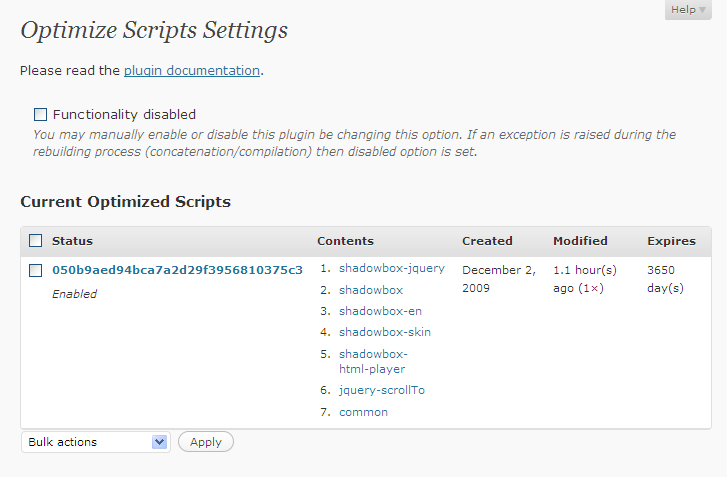 Help
Optimize Scripts Settings
Please read the plugin documentation.
Functionality disabled
You may manually enable or disable this plugin be changing this option. If an exception is raised during the
rebuilding process (concatenation/compilation) then disabled option is set.
Current Optimized Scripts
Status Contents Created Modified Expires
050b9aed94bca7a2d29f3956810375c3 1. shadowbox-jquery December 2, 1.1 hour(s) 3650
Enabled 2. shadowbox 2009 ago (1×) day(s)
3. shadowbox-en
4. shadowbox-skin
5. shadowbox-
html-player
6. jquery-scrollTo
7. common
Bulk actions Apply